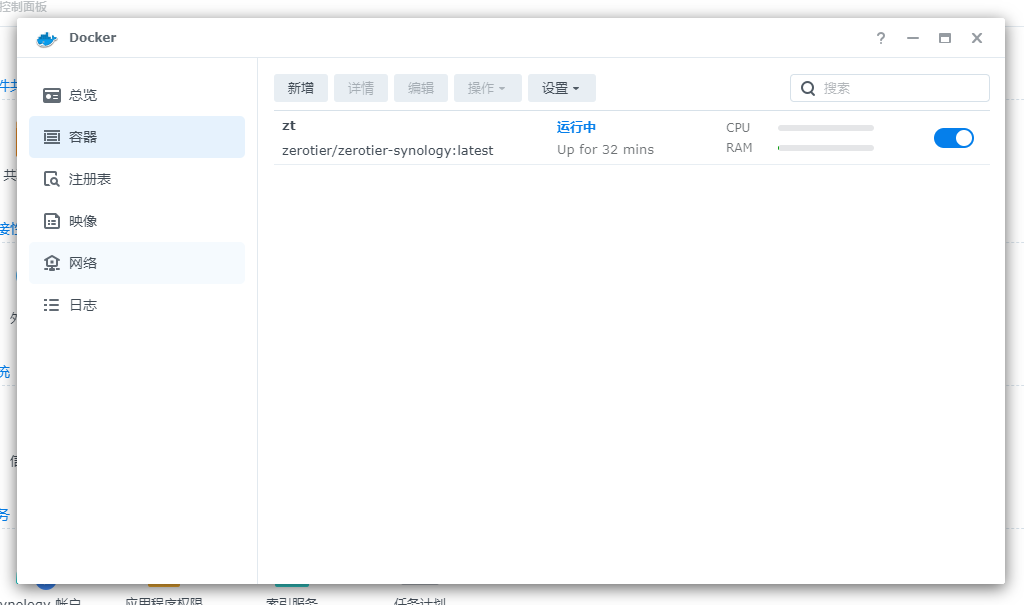 控制面板
Docker
总览
容器
注册表
映像
网络
日志
新增 详情 编辑 操作 设置 搜索
zt 运行中 CPU
zerotier/zerotier-synology:latest Up for 32 mins RAM
件共
共
接性
外
充
信
务
ynology 帐户 应用程序权限 索引服务 任务计划